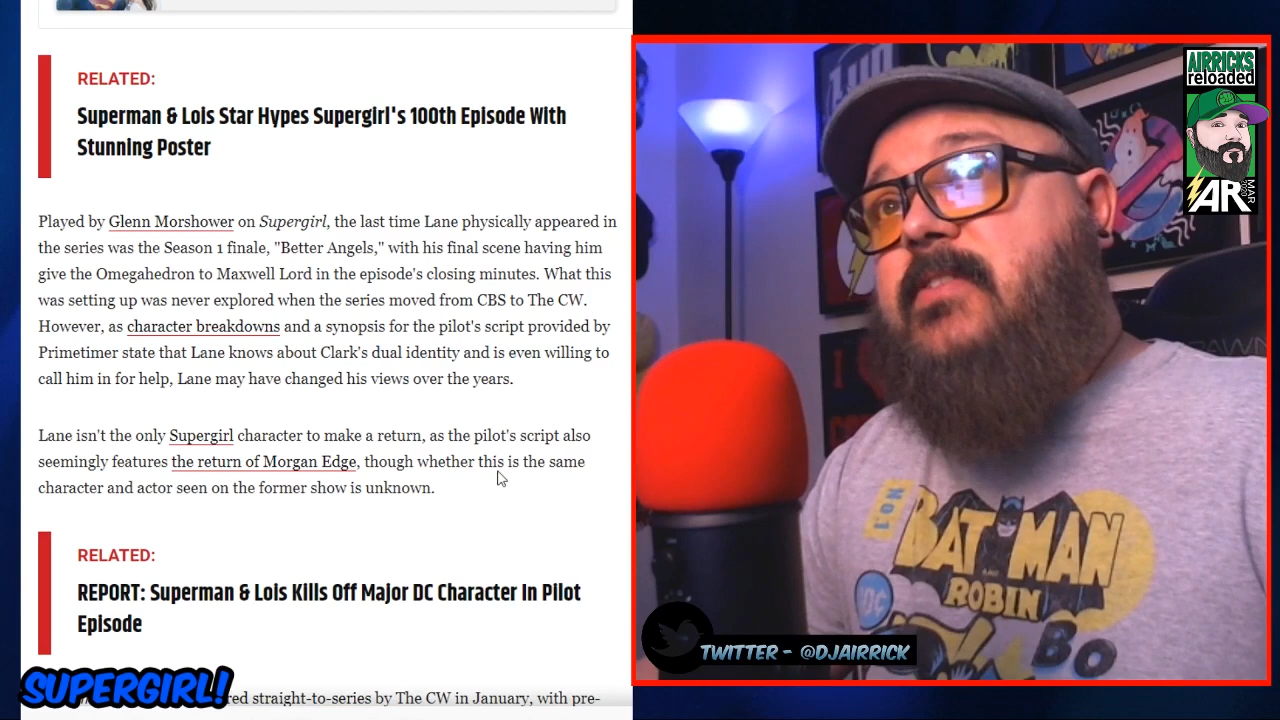 RELATED:
Superman & Lois Star Hypes Supergirl's 100th Episode With
Stunning Poster
Played by Glenn Morshower on Supergirl, the last time Lane physically appeared in
the series was the Season 1 finale, "Better Angels," with his final scene having him
give the Omegahedron to Maxwell Lord in the episode's closing minutes. What this
was setting up was never explored when the series moved from CBS to The CW.
However, as character breakdowns and a synopsis for the pilot's script provided by
Primetimer state that Lane knows about Clark's dual identity and is even willing to
call him in for help, Lane may have changed his views over the years.
Lane isn't the only Supergirl character to make a return, as the pilot's script also
seemingly features the return of Morgan Edge, though whether this is the same
character and actor seen on the former show is unknown.
RELATED:
REPORT: Superman & Lois Kills Off Major DC Character In Pilot
Episode
SUPERGIRL!
red straight-to-series by The CW in January, with pre-
AIRRICKS
reloaded
AR
MAR
2020
NO.1
BATMAN
AND
ROBIN
DC
BO
TWITTER - @DJAIRRICK